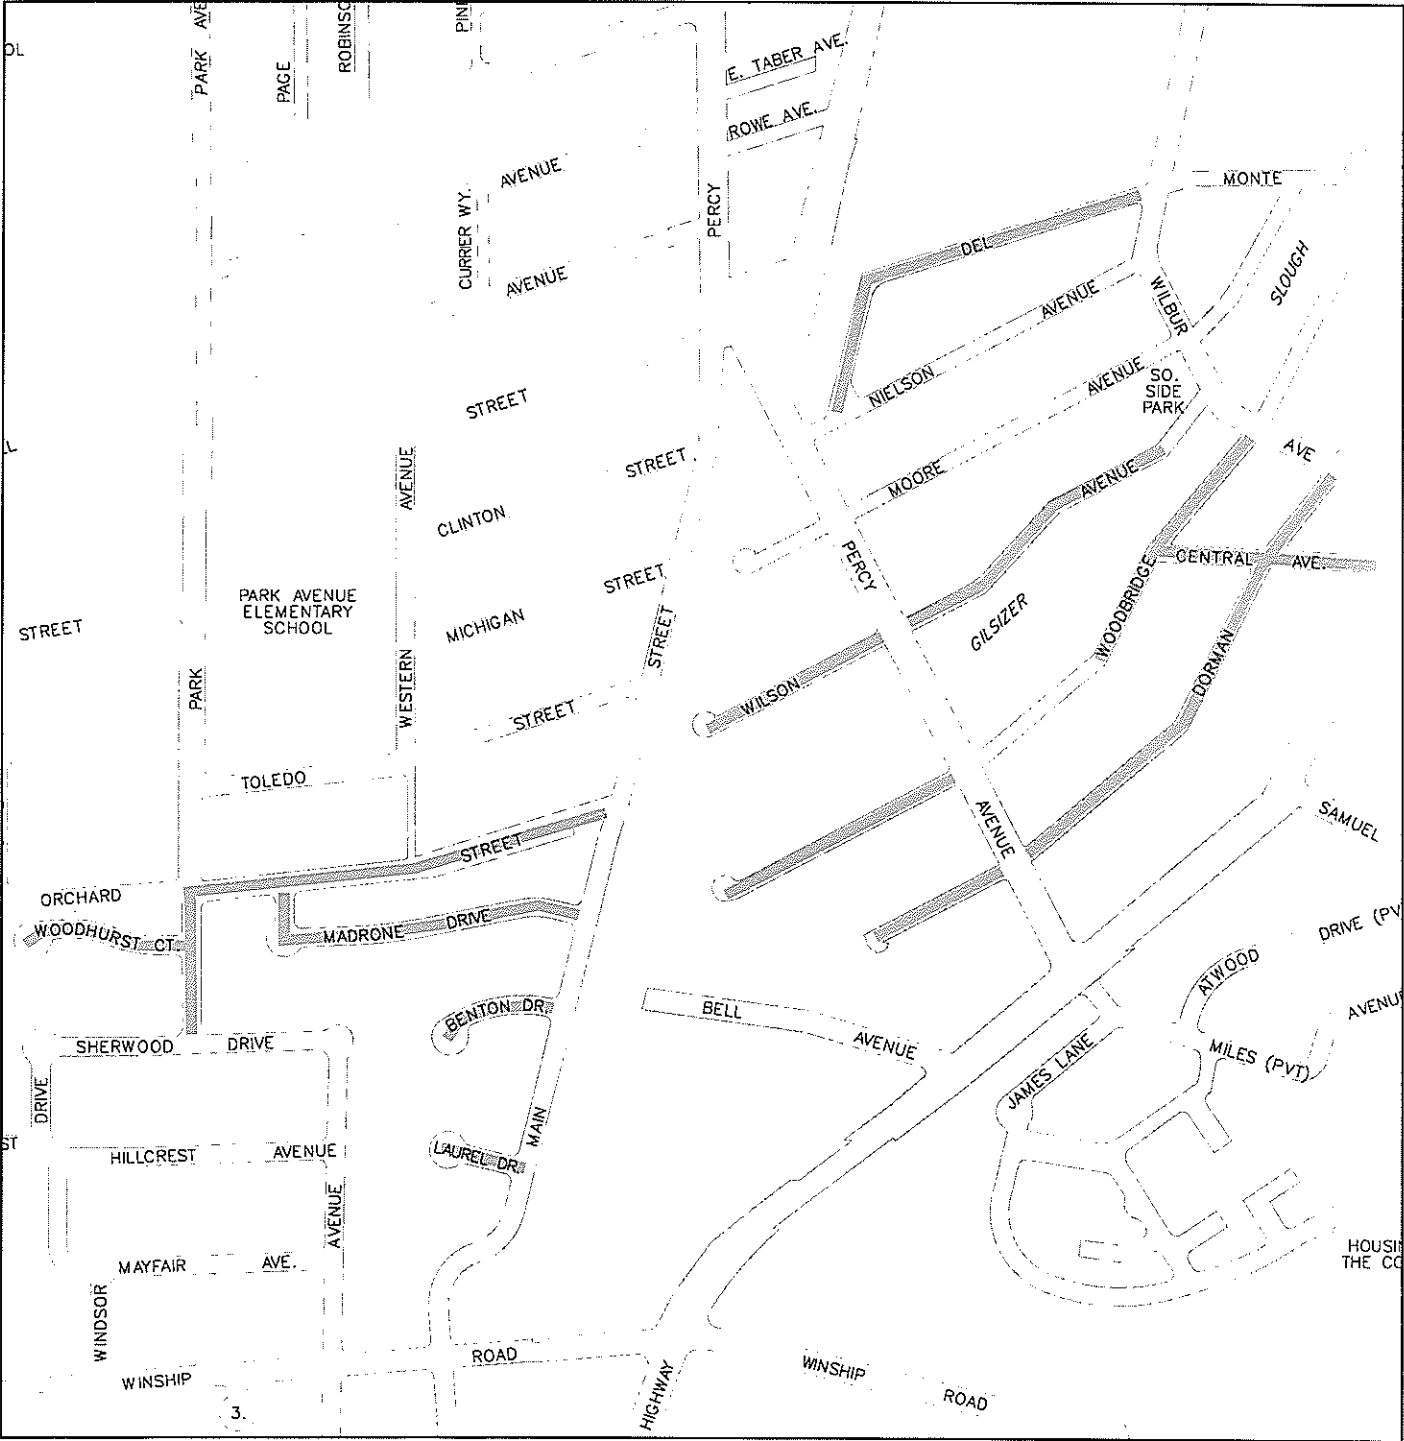 OL
PARK AVE
PAGE
ROBINSO
PIN
E. TABER AVE.
ROWE AVE.
CURRIER WY.
AVENUE
PERCY
MONTE
DEL
AVENUE
AVENUE
WILBUR
SLOUGH
NIELSON
STREET
AVENUE
SO.
SIDE
PARK
AVE
STREET
AVENUE
MOORE
AVENUE
CLINTON
PERCY
WOODBRIDGE
CENTRAL AVE.
STREET
PARK AVENUE
ELEMENTARY
SCHOOL
MICHIGAN
STREET
STREET
GILSIZER
DORMAN
PARK
WESTERN
WILSON
STREET
TOLEDO
AVENUE
SAMUEL
STREET
ORCHARD
WOODHURST CT.
MADRONE DRIVE
DRIVE (PV
ATWOOD
AVENU
BENTON DR.
BELL
AVENUE
SHERWOOD DRIVE
MILES (PVT)
JAMES LANE
DRIVE
MAIN
ST
HILLCREST AVENUE
LAUREL DR.
AVENUE
HOUSI
THE CO
MAYFAIR AVE.
WINDSOR
ROAD
WINSHIP
HIGHWAY
WINSHIP ROAD
3.